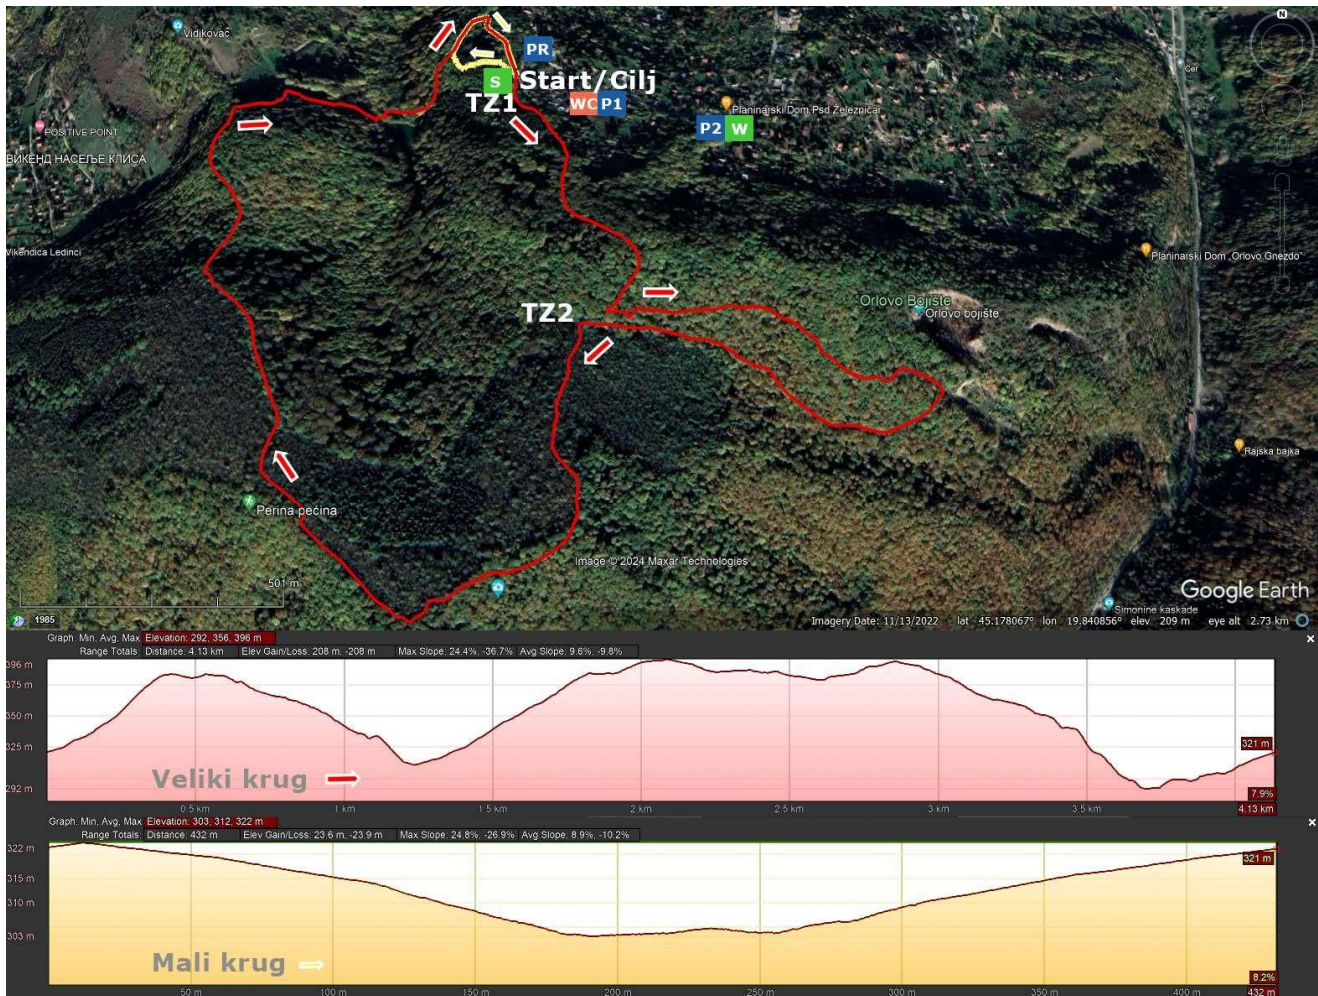 N
Vidikovac
PR
Cer
S Start/Cilj
TZ1
WC P1
Planinarski Dom Psd Železničar
P2 W
POSITIVE POINT
ВИКЕНД НАСЕЉЕ КЛИСА
Vikendica Ledinci
Planinarski Dom „Orlovo Gnezdo“
TZ2
Orlovo Bojište
Orlovo bojište
Rajska bajka
Perina pećina
Image © 2024 Maxar Technologies
501 m
Google Earth
Simonine kaskade
1985
Imagery Date: 11/13/2022 lat 45.178067° lon 19.840856° elev 209 m eye alt 2.73 km
Graph: Min, Avg, Max Elevation: 292, 356, 396 m
Range Totals: Distance: 4.13 km Elev Gain/Loss: 208 m, -208 m Max Slope: 24.4%, -36.7% Avg Slope: 9.6%, -9.8%
396 m
375 m
350 m
325 m
321 m
Veliki krug
292 m
7.9%
0.5 km 1 km 1.5 km 2 km 2.5 km 3 km 3.5 km 4.13 km
Graph: Min, Avg, Max Elevation: 303, 312, 322 m
Range Totals: Distance: 432 m Elev Gain/Loss: 23.6 m, -23.9 m Max Slope: 24.8%, -26.9% Avg Slope: 8.9%, -10.2%
322 m
321 m
315 m
310 m
303 m
Mali krug
8.2%
50 m 100 m 150 m 200 m 250 m 300 m 350 m 400 m 432 m